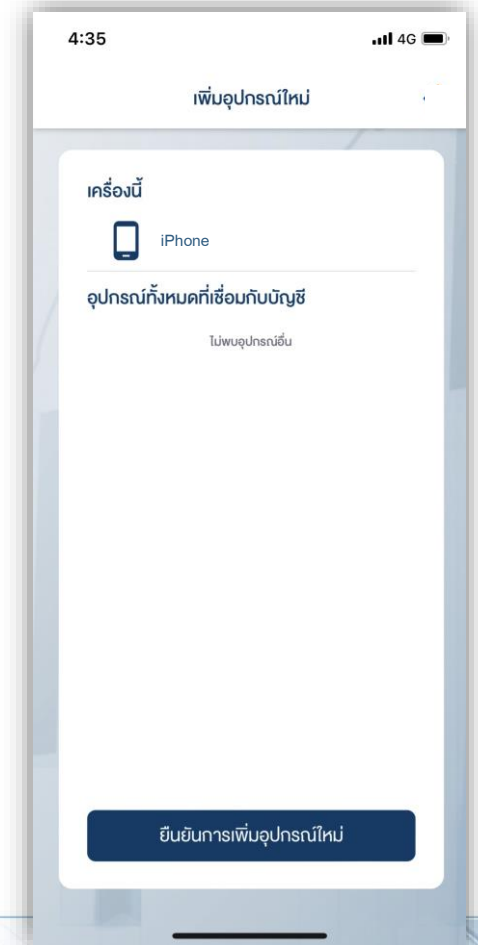 4:35 4G
เพิ่มอุปกรณ์ใหม่
เครื่องนี้
iPhone
อุปกรณ์ทั้งหมดที่เชื่อมกับบัญชี
ไม่พบอุปกรณ์อื่น
ยืนยันการเพิ่มอุปกรณ์ใหม่